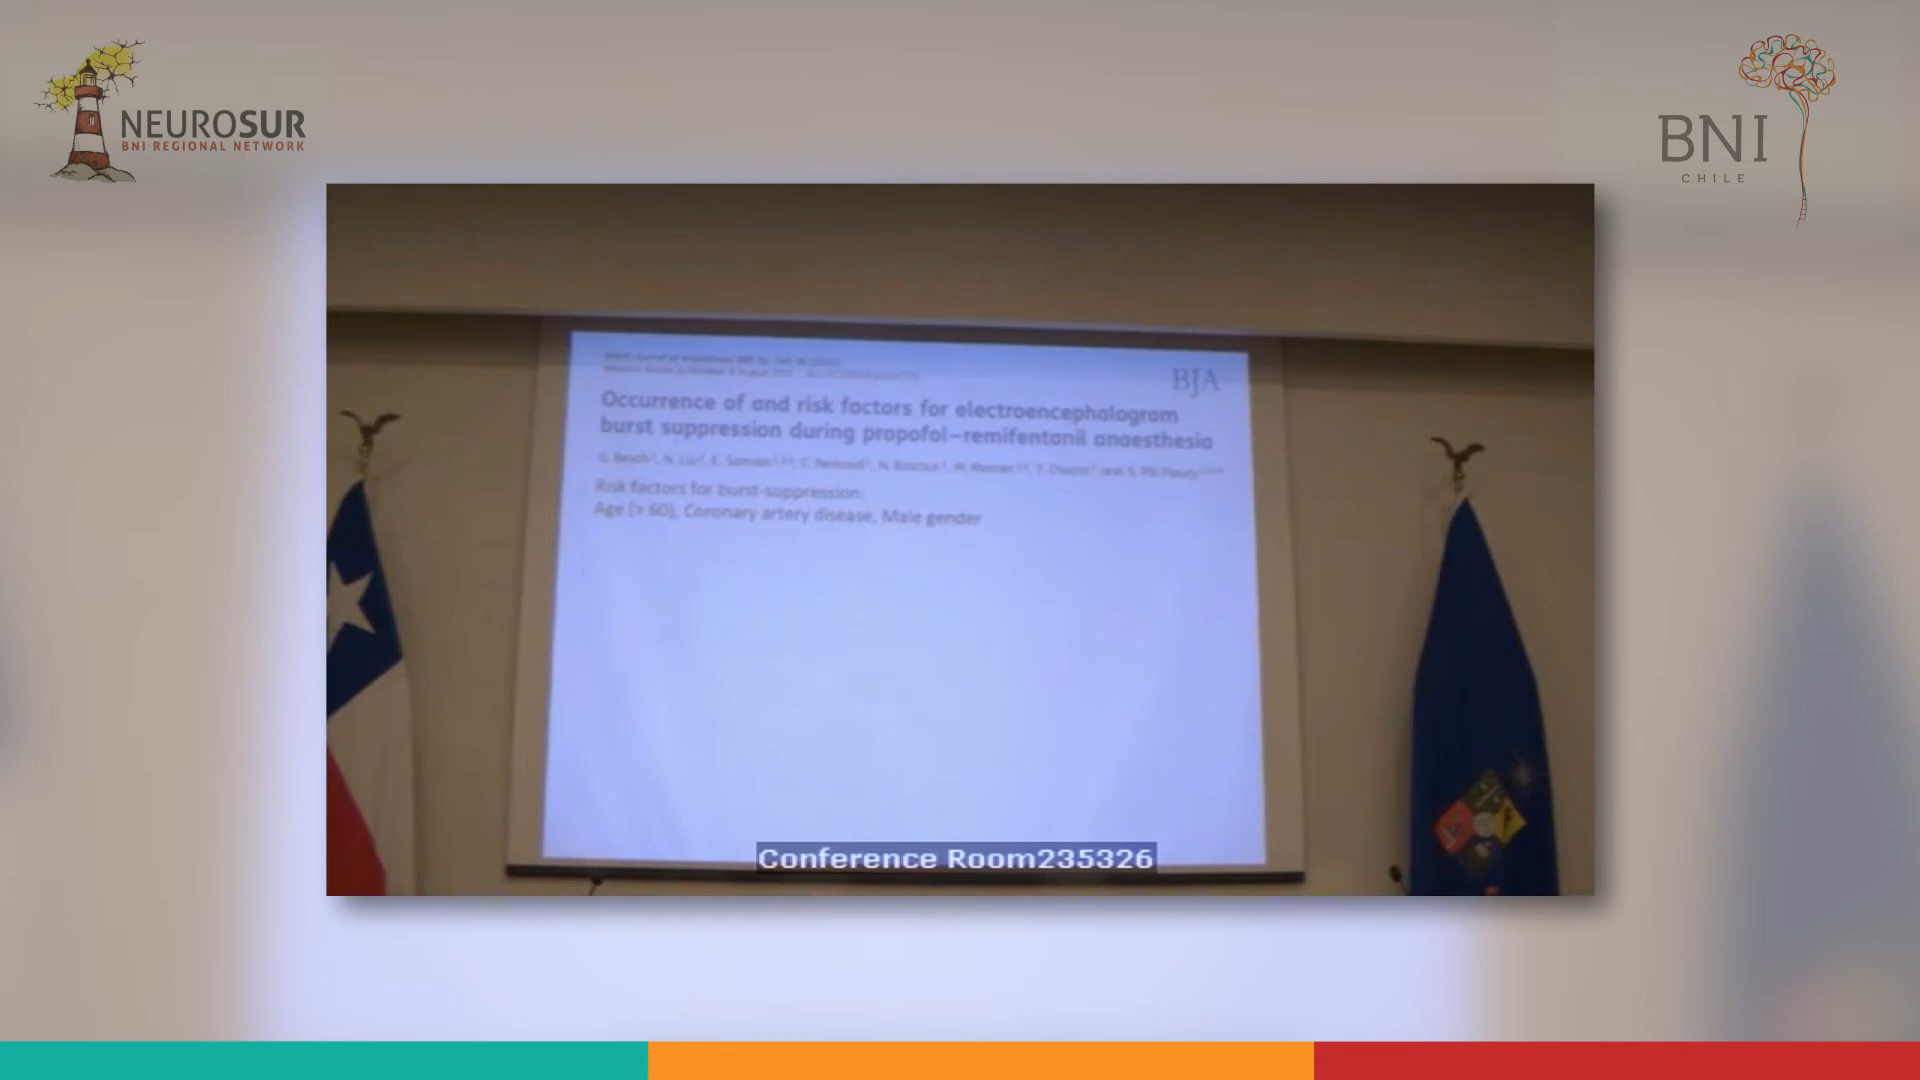 NEUROSUR
BNI REGIONAL NETWORK
BNI
CHILE
BJA
Occurrence of and risk factors for electroencephalogram
burst suppression during propofol–remifentanil anaesthesia
Risk factors for burst-suppression:
Age (> 60), Coronary artery disease, Male gender
Conference Room235326